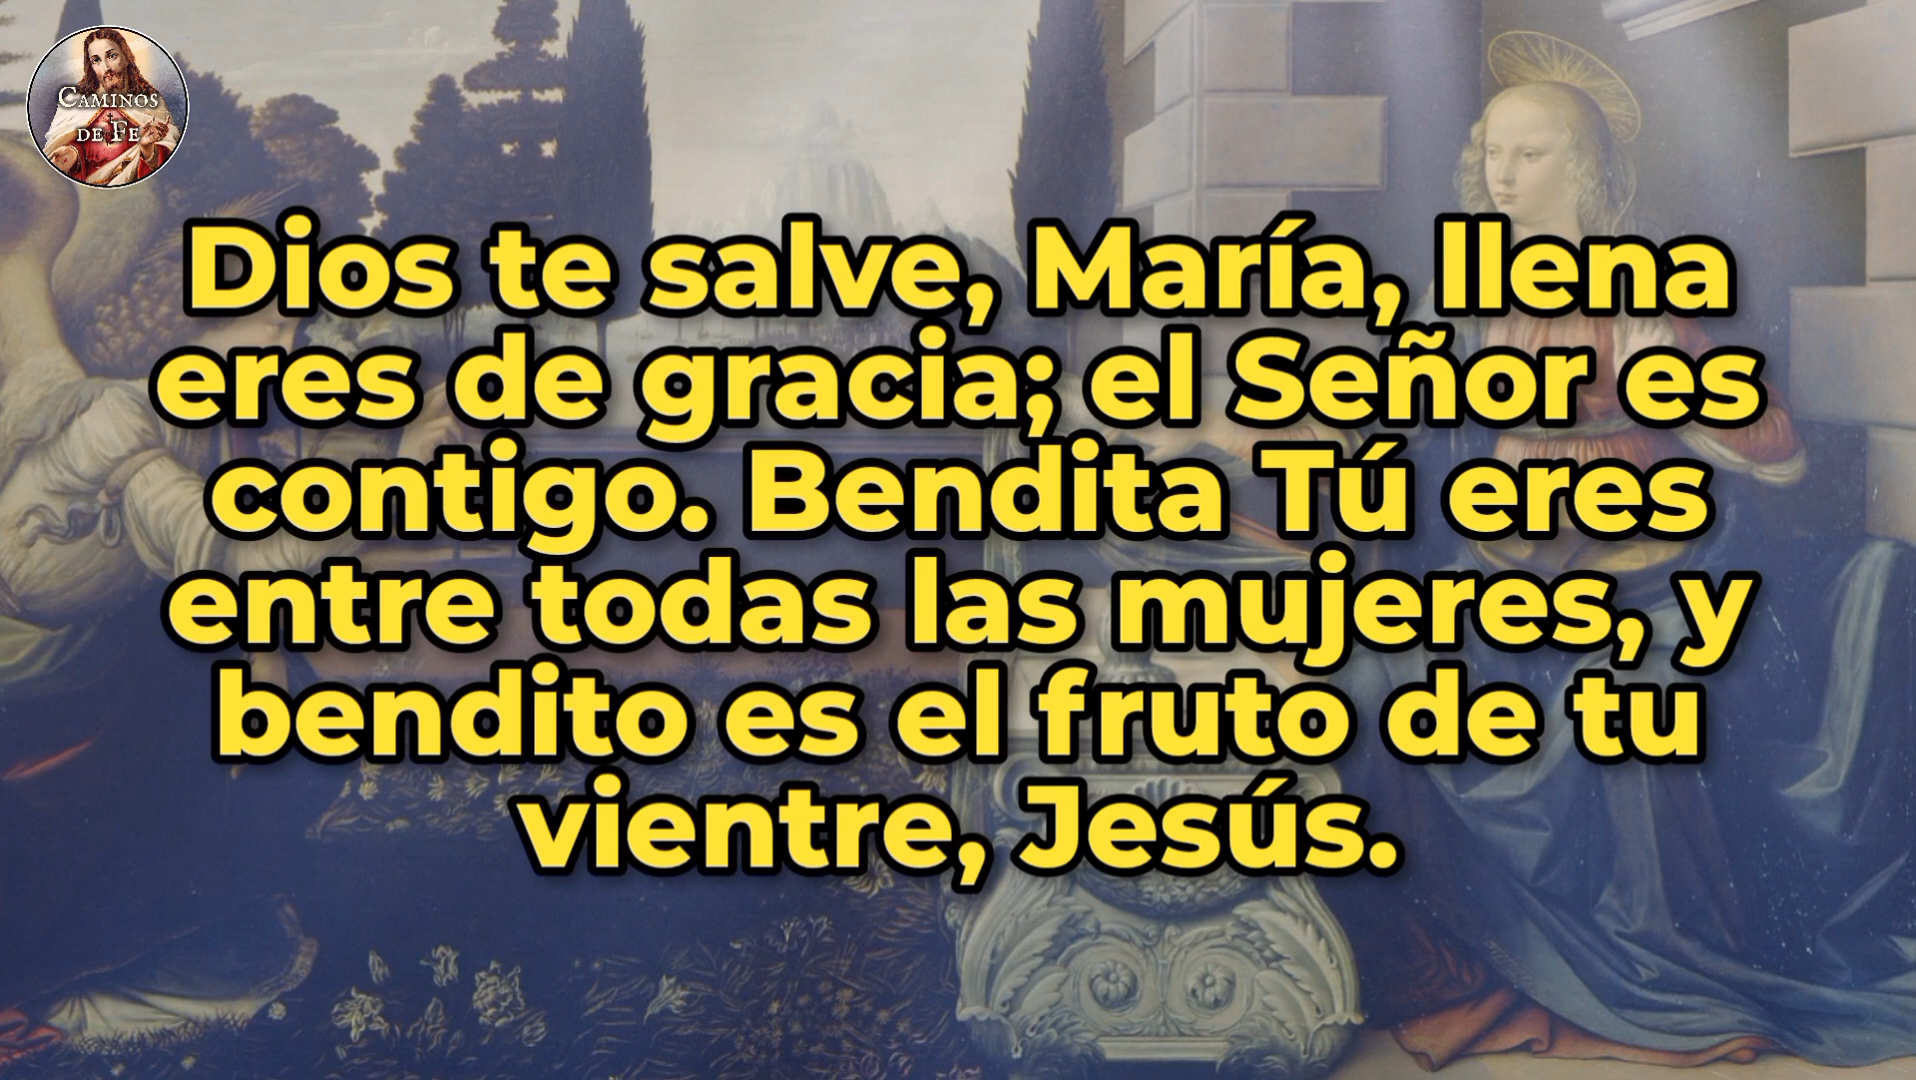 CAMINOS
DE FE
Dios te salve, María, llena
eres de gracia; el Señor es
contigo. Bendita Tú eres
entre todas las mujeres, y
bendito es el fruto de tu
vientre, Jesús.